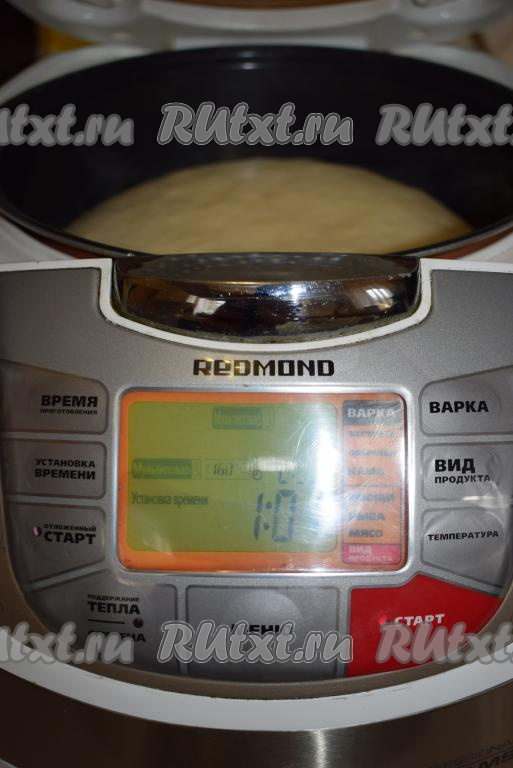 RUtxt.ru RUtxt.ru RUtxt.ru
REDMOND
ВРЕМЯ
ПРИГОТОВЛЕНИЯ
УСТАНОВКА
ВРЕМЕНИ
ОТЛОЖЕННЫЙ
СТАРТ
ПОДДЕРЖАНИЕ
ТЕПЛА
160
Установка времени
1:0
ВАРКА
КАША
ОВОЩИ
РЫБА
МЯСО
ВИД
ПРОДУКТА
ВАРКА
ВИД
ПРОДУКТА
ТЕМПЕРАТУРА
СТАРТ
RUtxt.ru RUtxt.ru RUtxt.ru